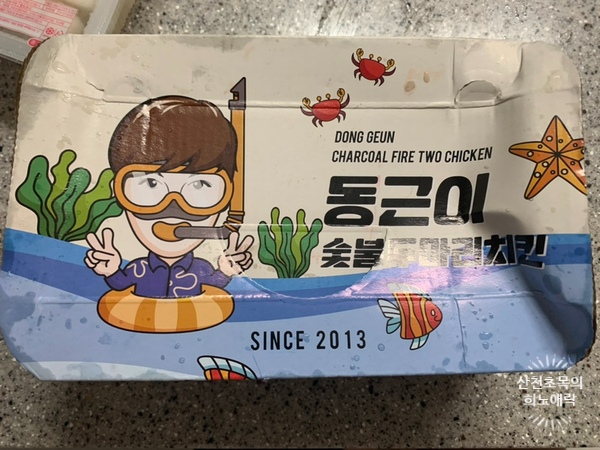 DONG GEUN
CHARCOAL FIRE TWO CHICKEN
동근이
숯불두마리치킨
SINCE 2013
산천초목의
희노애락